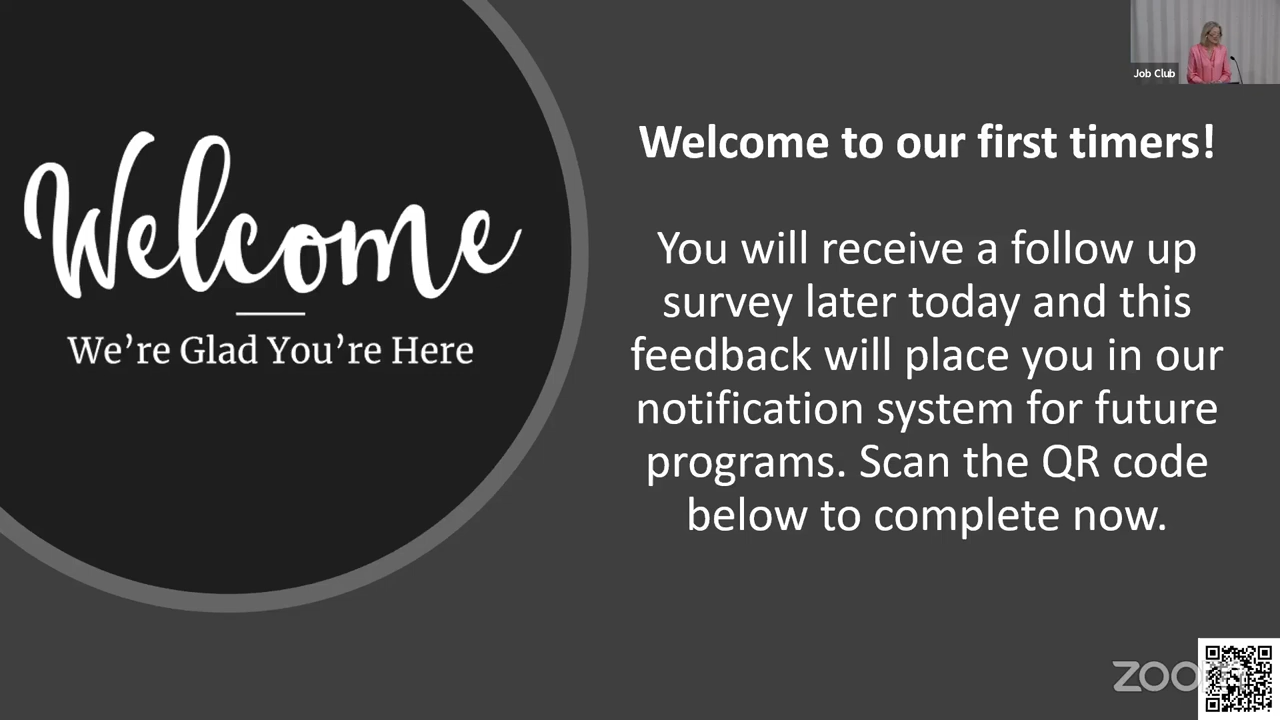 Job Club
Welcome
We're Glad You're Here
Welcome to our first timers!
You will receive a follow up
survey later today and this
feedback will place you in our
notification system for future
programs. Scan the QR code
below to complete now.
zoom